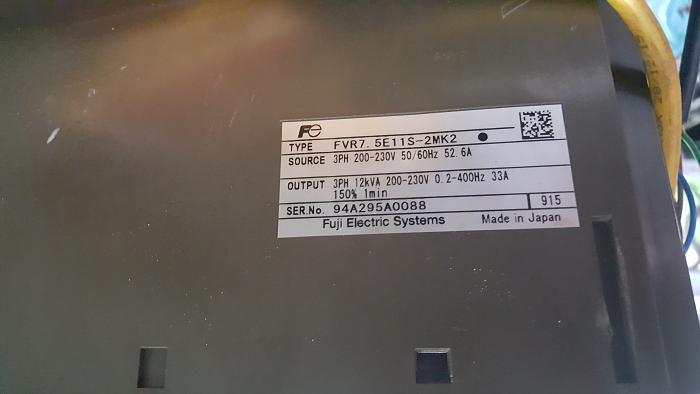 Fe
TYPE FVR7.5E11S-2MK2
SOURCE 3PH 200-230V 50/60Hz 52.6A
OUTPUT 3PH 12kVA 200-230V 0.2-400Hz 33A
150% 1min
SER.No. 94A295A0088 915
Fuji Electric Systems Made in Japan